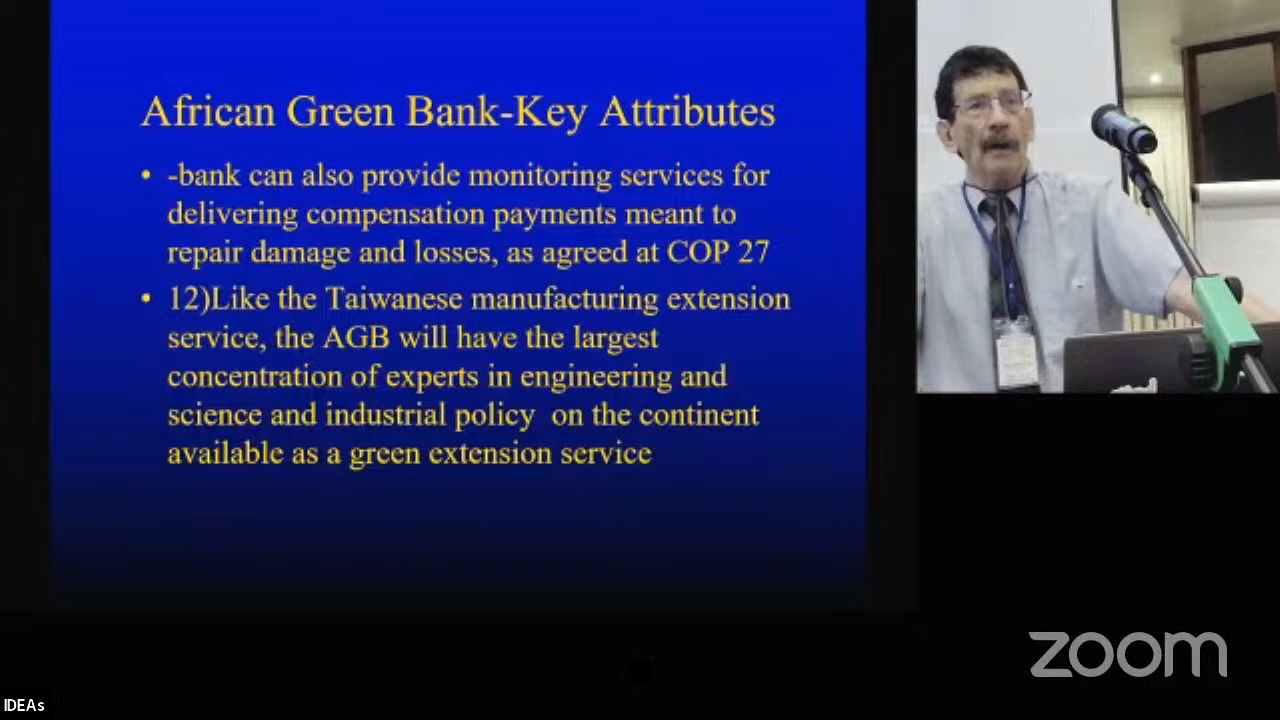 African Green Bank-Key Attributes
• -bank can also provide monitoring services for
delivering compensation payments meant to
repair damage and losses, as agreed at COP 27
• 12)Like the Taiwanese manufacturing extension
service, the AGB will have the largest
concentration of experts in engineering and
science and industrial policy  on the continent
available as a green extension service
zoom
IDEAs